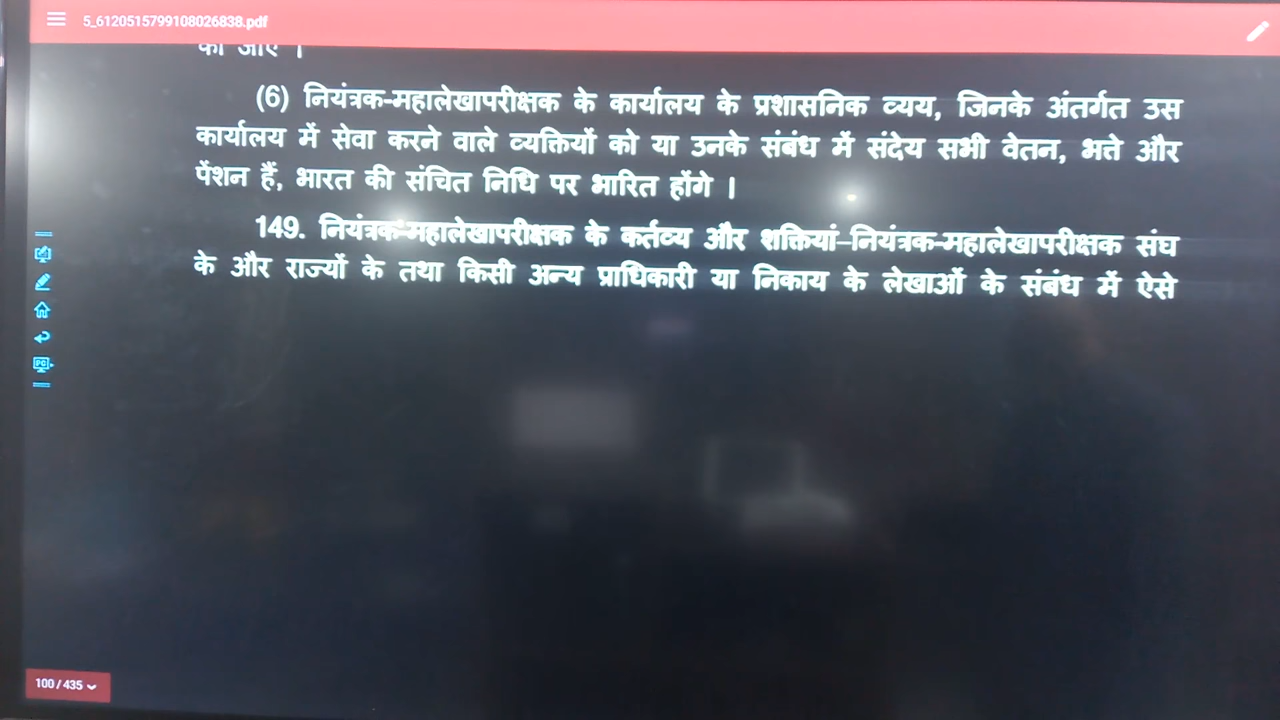 5_6120515799108026838.pdf
की जाए ।
(6) नियंत्रक-महालेखापरीक्षक के कार्यालय के प्रशासनिक व्यय, जिनके अंतर्गत उस
कार्यालय में सेवा करने वाले व्यक्तियों को या उनके संबंध में संदेय सभी वेतन, भत्ते और
पेंशन हैं, भारत की संचित निधि पर भारित होंगे ।
149. नियंत्रक-महालेखापरीक्षक के कर्तव्य और शक्तियां–नियंत्रक-महालेखापरीक्षक संघ
के और राज्यों के तथा किसी अन्य प्राधिकारी या निकाय के लेखाओं के संबंध में ऐसे
PC
100 / 435